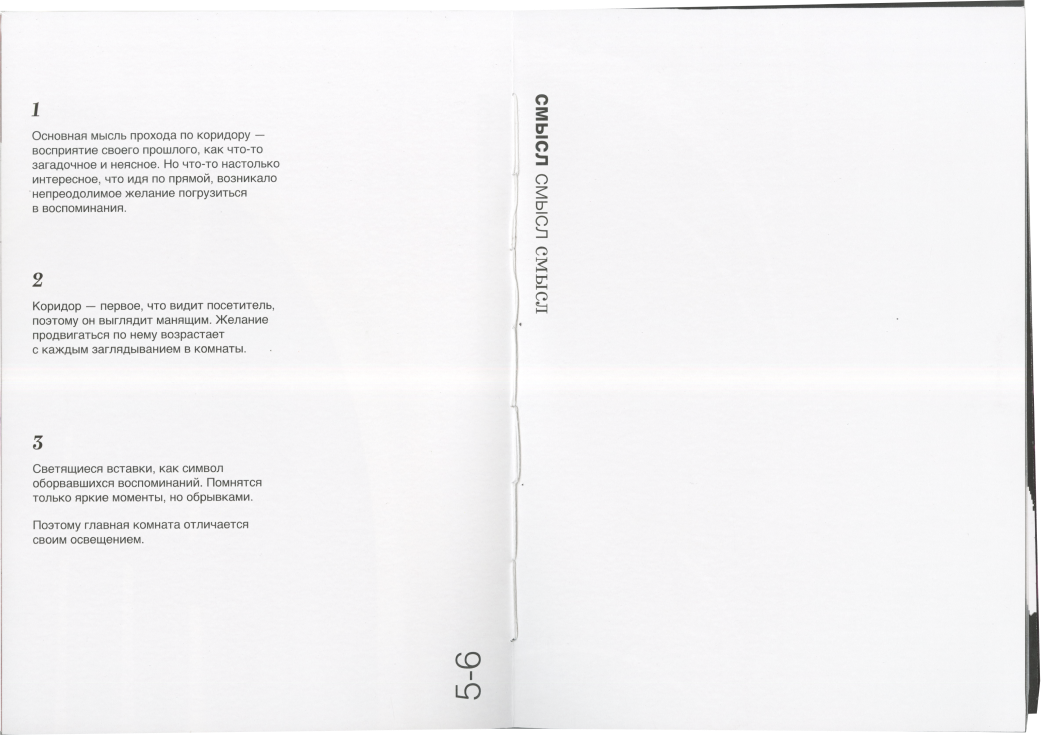 1
Основная мысль прохода по коридору —
восприятие своего прошлого, как что-то
загадочное и неясное. Но что-то настолько
интересное, что идя по прямой, возникало
непреодолимое желание погрузиться
в воспоминания.
2
Коридор — первое, что видит посетитель,
поэтому он выглядит манящим. Желание
продвигаться по нему возрастает
с каждым заглядыванием в комнаты.
3
Светящиеся вставки, как символ
оборвавшихся воспоминаний. Помнятся
только яркие моменты, но обрывками.
Поэтому главная комната отличается
своим освещением.
5-6
смысл смысл смысл